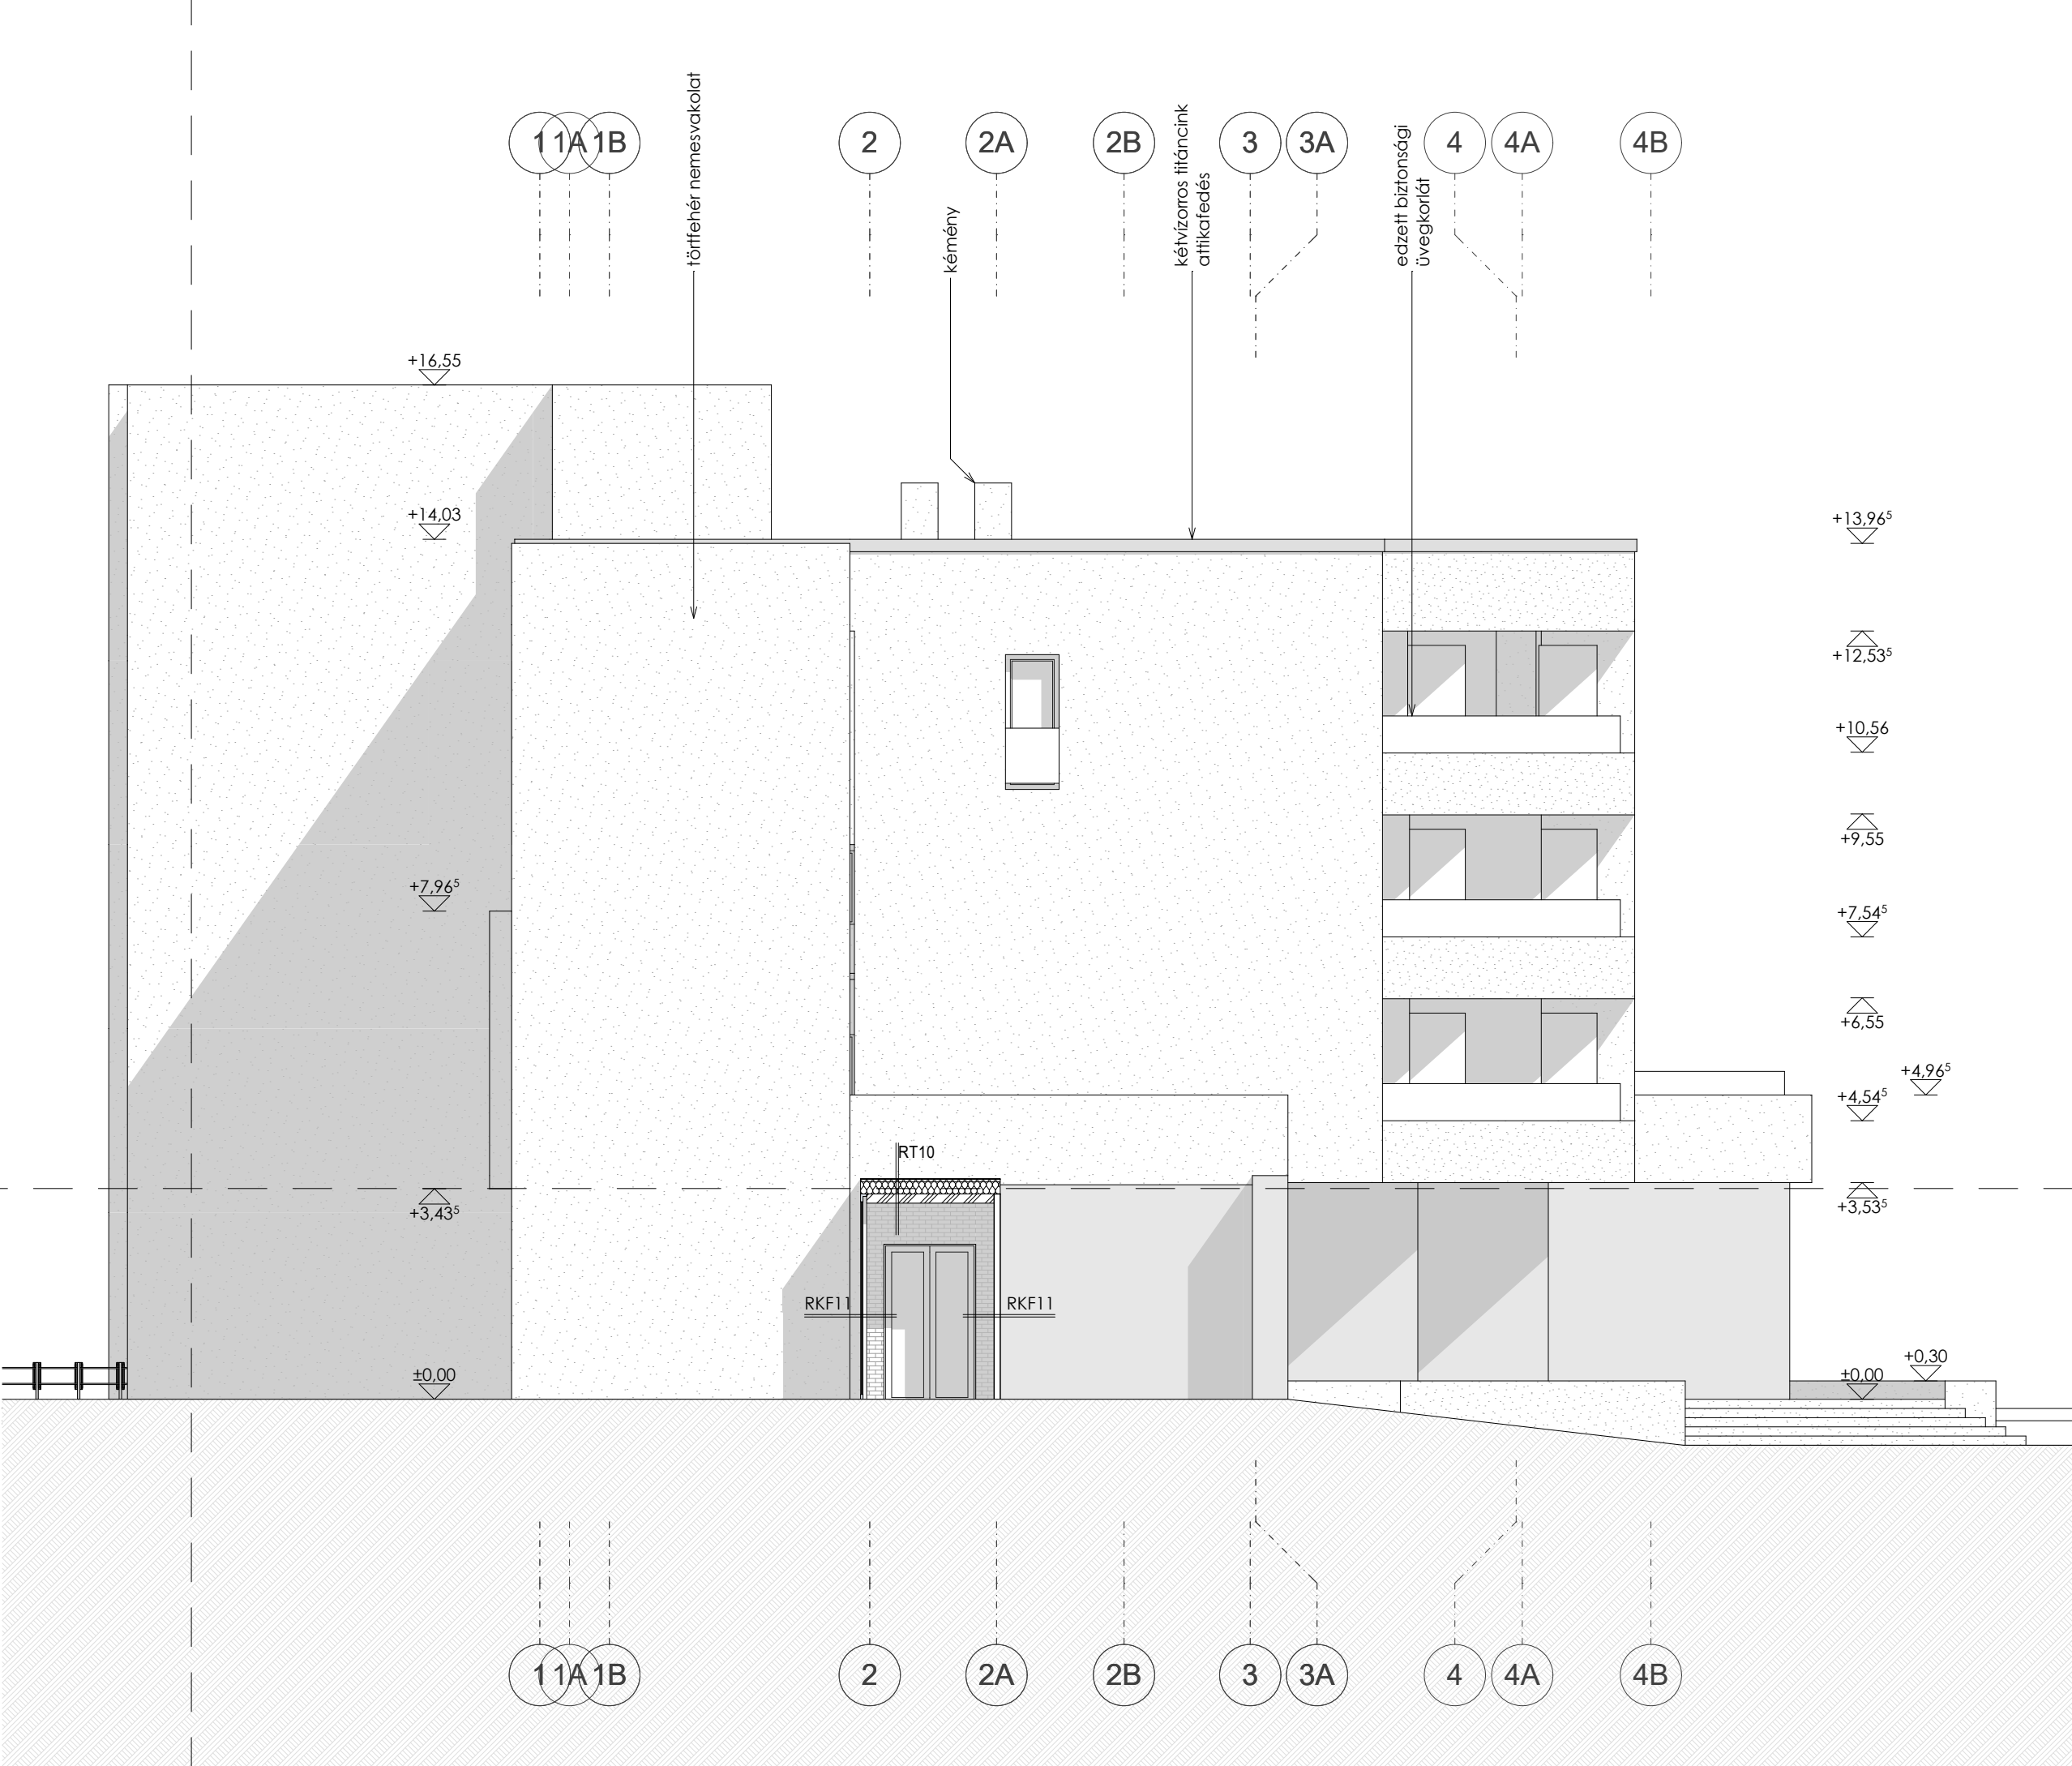 törtfehér nemesvakolat
kétvízorros titáncink
attikafedés
edzett biztonsági
üvegkorlát
kémény
1 1A 1B 2 2A 2B 3 3A 4 4A 4B
+16,55
+14,03
+13,96⁵
+12,53⁵
+10,56
+9,55
+7,96⁵
+7,54⁵
+6,55
+4,96⁵
+4,54⁵
RT10
+3,43⁵
+3,53⁵
RKF11 RKF11
+0,30
±0,00 ±0,00
1 1A 1B 2 2A 2B 3 3A 4 4A 4B